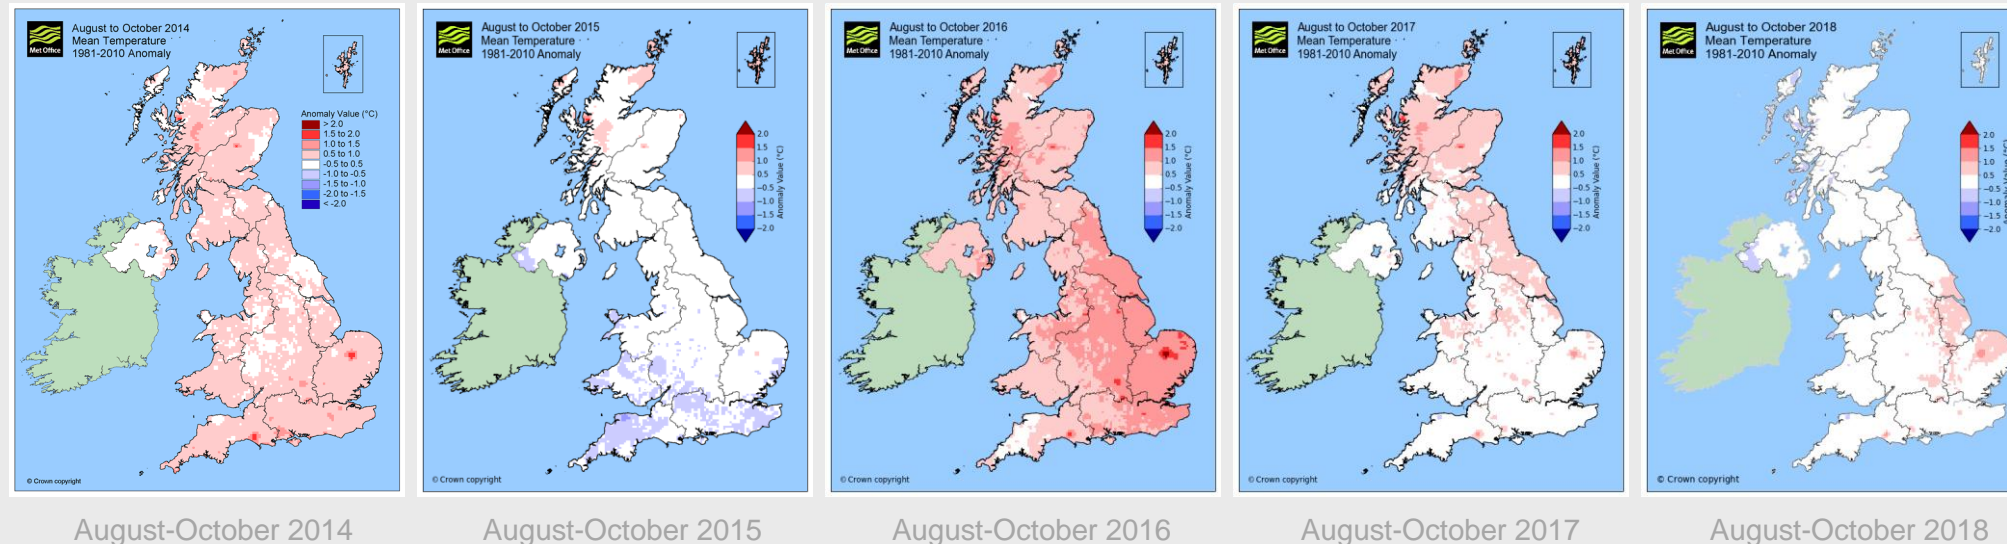 Met Office
August to October 2014
Mean Temperature
1981-2010 Anomaly
Anomaly Value (°C)
> 2.0
1.5 to 2.0
1.0 to 1.5
0.5 to 1.0
-0.5 to 0.5
-1.0 to -0.5
-1.5 to -1.0
-2.0 to -1.5
< -2.0
© Crown copyright
August-October 2014
Met Office
August to October 2015
Mean Temperature
1981-2010 Anomaly
2.0
1.5
1.0
0.5
−0.5
−1.0
−1.5
−2.0
Anomaly Value (°C)
© Crown copyright
August-October 2015
Met Office
August to October 2016
Mean Temperature
1981-2010 Anomaly
2.0
1.5
1.0
0.5
−0.5
−1.0
−1.5
−2.0
Anomaly Value (°C)
© Crown copyright
August-October 2016
Met Office
August to October 2017
Mean Temperature
1981-2010 Anomaly
2.0
1.5
1.0
0.5
−0.5
−1.0
−1.5
−2.0
Anomaly Value (°C)
© Crown copyright
August-October 2017
Met Office
August to October 2018
Mean Temperature
1981-2010 Anomaly
2.0
1.5
1.0
0.5
−0.5
−1.0
−1.5
−2.0
© Crown copyright
August-October 2018